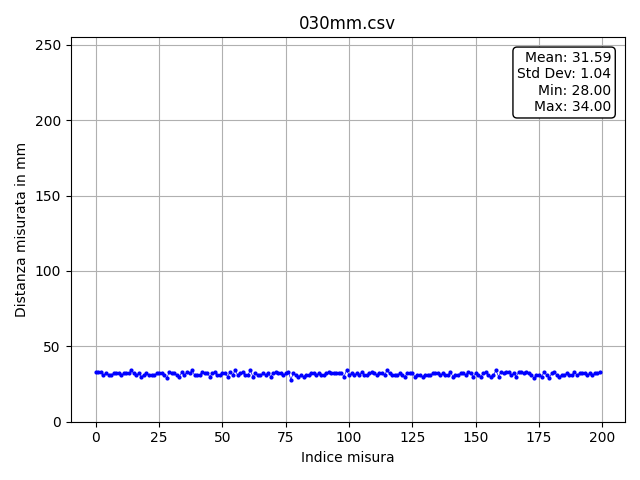 030mm.csv
Mean: 31.59
Std Dev: 1.04
Min: 28.00
Max: 34.00
Distanza misurata in mm
250
200
150
100
50
0
0 25 50 75 100 125 150 175 200
Indice misura